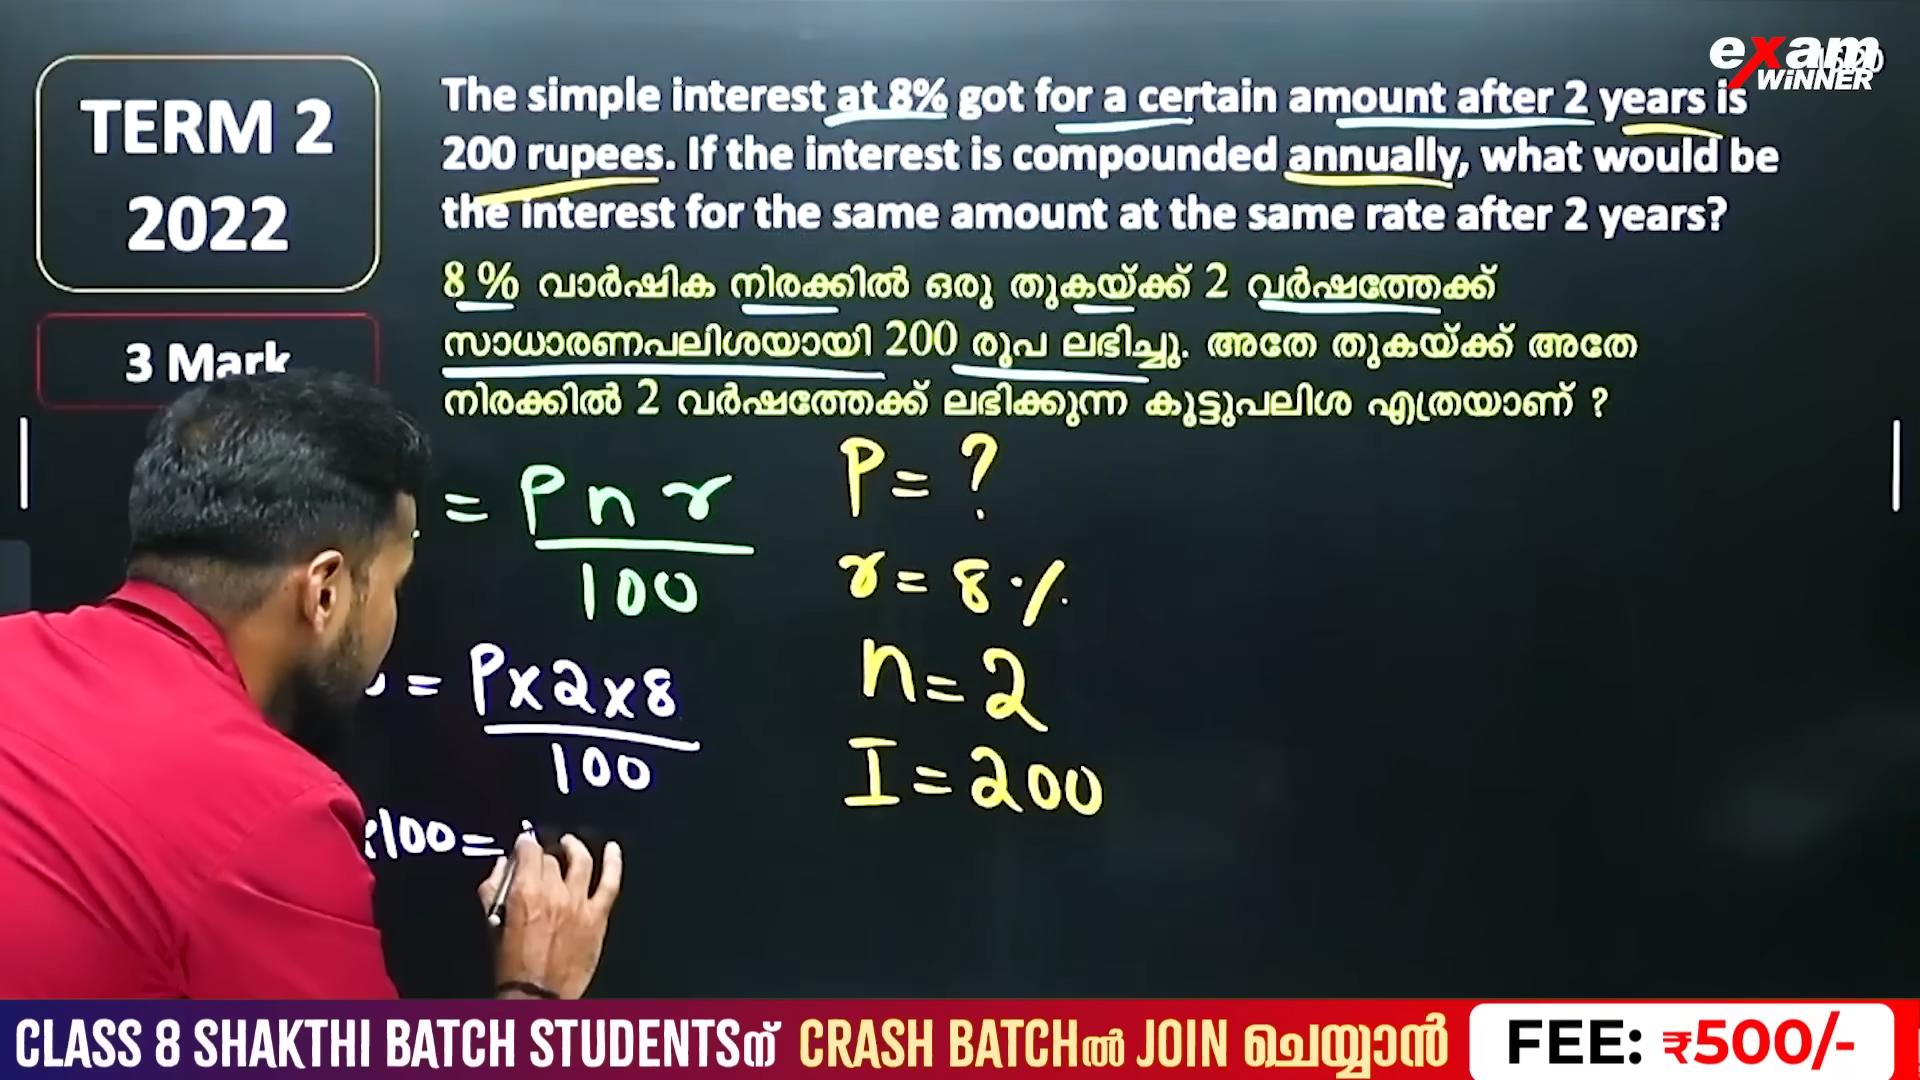 exam
WiNNER
TERM 2
2022
3 Mark
The simple interest at 8% got for a certain amount after 2 years is
200 rupees. If the interest is compounded annually, what would be
the interest for the same amount at the same rate after 2 years?
8 % വാർഷിക നിരക്കിൽ ഒരു തുകയ്ക്ക് 2 വർഷത്തേക്ക്
സാധാരണപലിശയായി 200 രൂപ ലഭിച്ചു. അതേ തുകയ്ക്ക് അതേ
നിരക്കിൽ 2 വർഷത്തേക്ക് ലഭിക്കുന്ന കൂട്ടുപലിശ എത്രയാണ് ?
= P n r
100
= P x 2 x 8
100
x100 =
P = ?
r = 8 %
n = 2
I = 200
CLASS 8 SHAKTHI BATCH STUDENTSന് CRASH BATCHൽ JOIN ചെയ്യാൻ FEE: ₹500/-